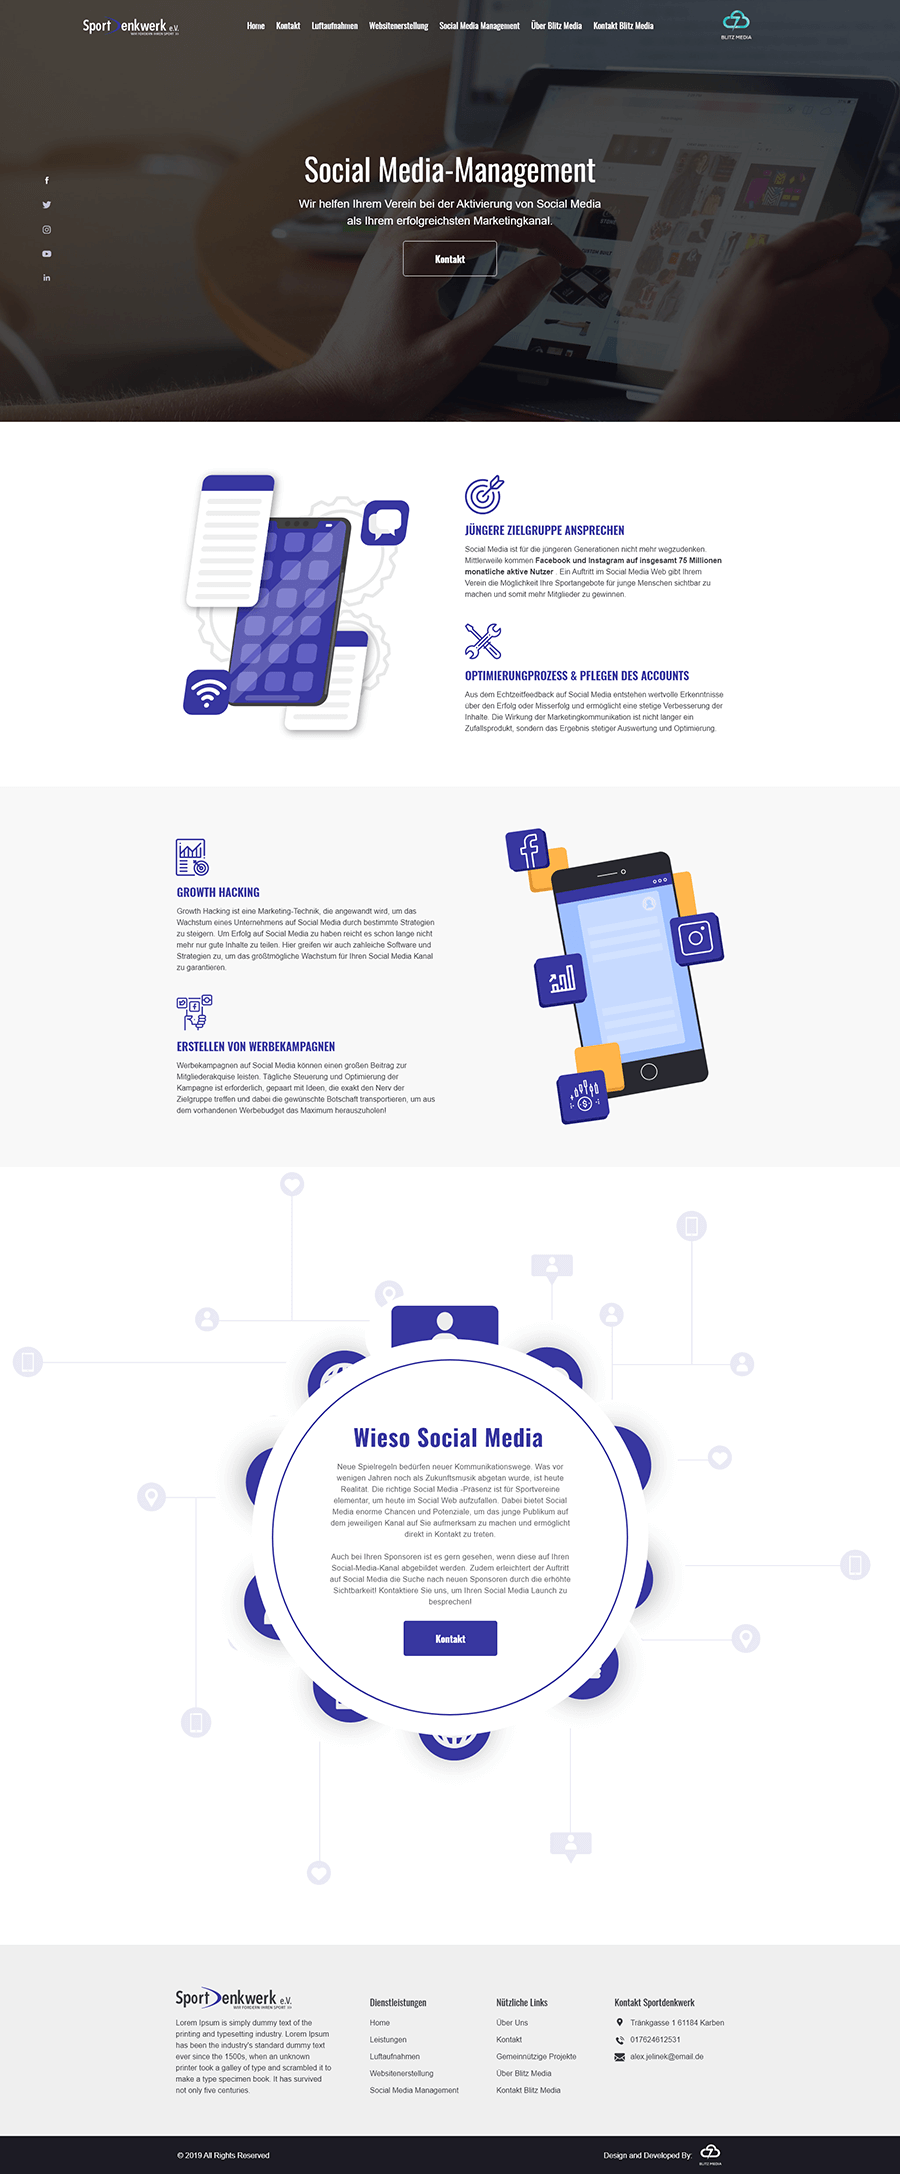 Sport Denkwerk e.V.
WIR FÖRDERN IHREN SPORT
Home Kontakt Luftaufnahmen Websitenerstellung Social Media Management Über Blitz Media Kontakt Blitz Media
BLITZ MEDIA
Social Media-Management
Wir helfen Ihrem Verein bei der Aktivierung von Social Media
als Ihrem erfolgreichsten Marketingkanal.
Kontakt
JÜNGERE ZIELGRUPPE ANSPRECHEN
Social Media ist für die jüngeren Generationen nicht mehr wegzudenken.
Mittlerweile kommen Facebook und Instagram auf insgesamt 75 Millionen
monatliche aktive Nutzer . Ein Auftritt im Social Media Web gibt Ihrem
Verein die Möglichkeit Ihre Sportangebote für junge Menschen sichtbar zu
machen und somit mehr Mitglieder zu gewinnen.
OPTIMIERUNGPROZESS & PFLEGEN DES ACCOUNTS
Aus dem Echtzeitfeedback auf Social Media entstehen wertvolle Erkenntnisse
über den Erfolg oder Misserfolg und ermöglicht eine stetige Verbesserung der
Inhalte. Die Wirkung der Marketingkommunikation ist nicht länger ein
Zufallsprodukt, sondern das Ergebnis stetiger Auswertung und Optimierung.
GROWTH HACKING
Growth Hacking ist eine Marketing-Technik, die angewandt wird, um das
Wachstum eines Unternehmens auf Social Media durch bestimmte Strategien
zu steigern. Um Erfolg auf Social Media zu haben reicht es schon lange nicht
mehr nur gute Inhalte zu teilen. Hier greifen wir auch zahleiche Software und
Strategien zu, um das großtmögliche Wachstum für Ihren Social Media Kanal
zu garantieren.
ERSTELLEN VON WERBEKAMPAGNEN
Werbekampagnen auf Social Media können einen großen Beitrag zur
Mitgliederakquise leisten. Tägliche Steuerung und Optimierung der
Kampagne ist erforderlich, gepaart mit Ideen, die exakt den Nerv der
Zielgruppe treffen und dabei die gewünschte Botschaft transportieren, um aus
dem vorhandenen Werbebudget das Maximum herauszuholen!
Wieso Social Media
Neue Spielregeln bedürfen neuer Kommunikationswege. Was vor
wenigen Jahren noch als Zukunftsmusik abgetan wurde, ist heute
Realität. Die richtige Social Media -Präsenz ist für Sportvereine
elementar, um heute im Social Web aufzufallen. Dabei bietet Social
Media enorme Chancen und Potenziale, um das junge Publikum auf
dem jeweiligen Kanal auf Sie aufmerksam zu machen und ermöglicht
direkt in Kontakt zu treten.
Auch bei Ihren Sponsoren ist es gern gesehen, wenn diese auf Ihren
Social-Media-Kanal abgebildet werden. Zudem erleichtert der Auftritt
auf Social Media die Suche nach neuen Sponsoren durch die erhöhte
Sichtbarkeit! Kontaktiere Sie uns, um Ihren Social Media Launch zu
besprechen!
Kontakt
Sport Denkwerk e.V.
WIR FÖRDERN IHREN SPORT
Lorem Ipsum is simply dummy text of the
printing and typesetting industry. Lorem Ipsum
has been the industry's standard dummy text
ever since the 1500s, when an unknown
printer took a galley of type and scrambled it to
make a type specimen book. It has survived
not only five centuries.
Dienstleistungen
Home
Leistungen
Luftaufnahmen
Websitenerstellung
Social Media Management
Nützliche Links
Über Uns
Kontakt
Gemeinnützige Projekte
Über Blitz Media
Kontakt Blitz Media
Kontakt Sportdenkwerk
Tränkgasse 1 61184 Karben
017624612531
alex.jelinek@email.de
© 2019 All Rights Reserved
Design and Developed By:
BLITZ MEDIA